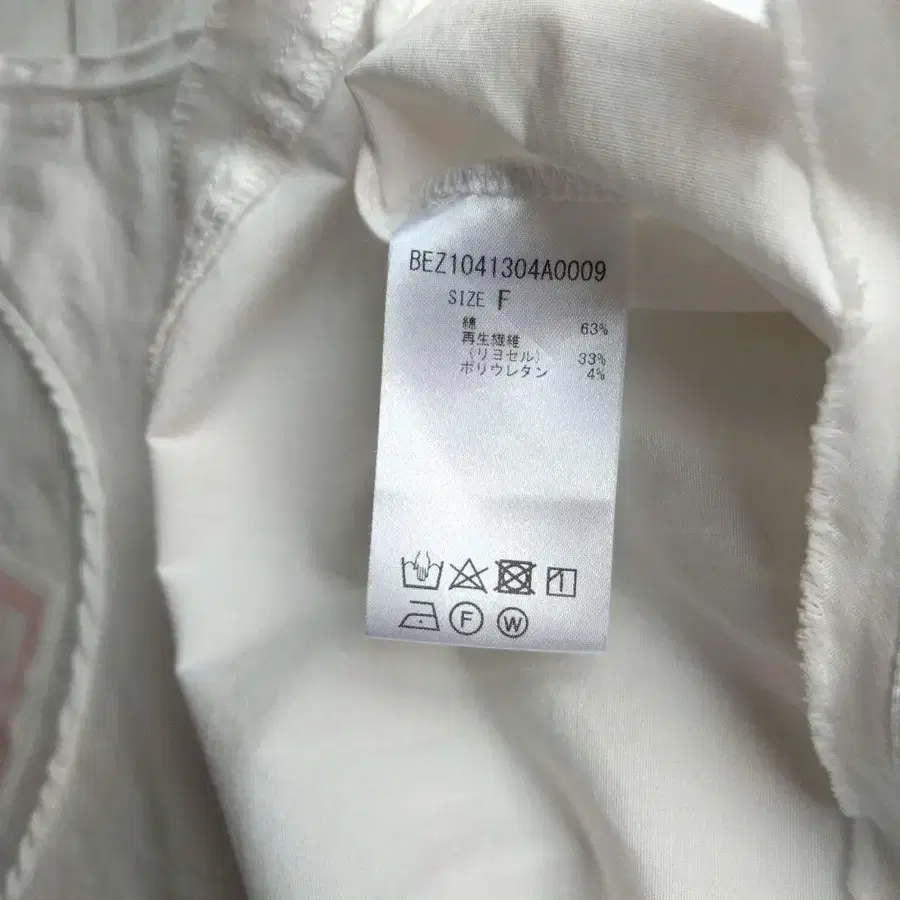 BEZ1041304A0009
SIZE F
綿 63%
再生繊維
(リヨセル) 33%
ポリウレタン 4%
F W